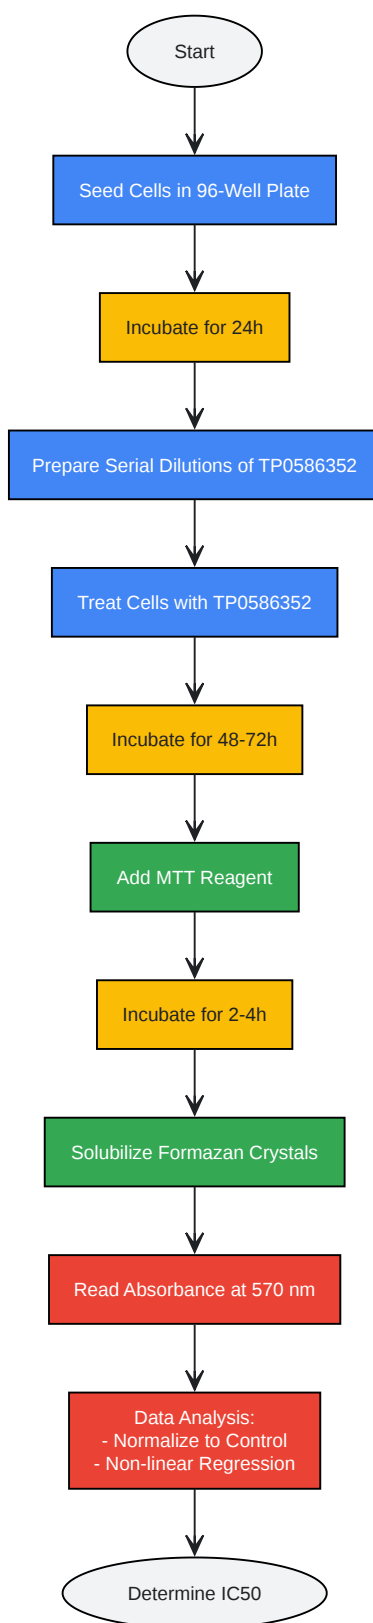 Start
Seed Cells in 96-Well Plate
Incubate for 24h
Prepare Serial Dilutions of TP0586352
Treat Cells with TP0586352
Incubate for 48-72h
Add MTT Reagent
Incubate for 2-4h
Solubilize Formazan Crystals
Read Absorbance at 570 nm
Data Analysis:
- Normalize to Control
- Non-linear Regression
Determine IC50